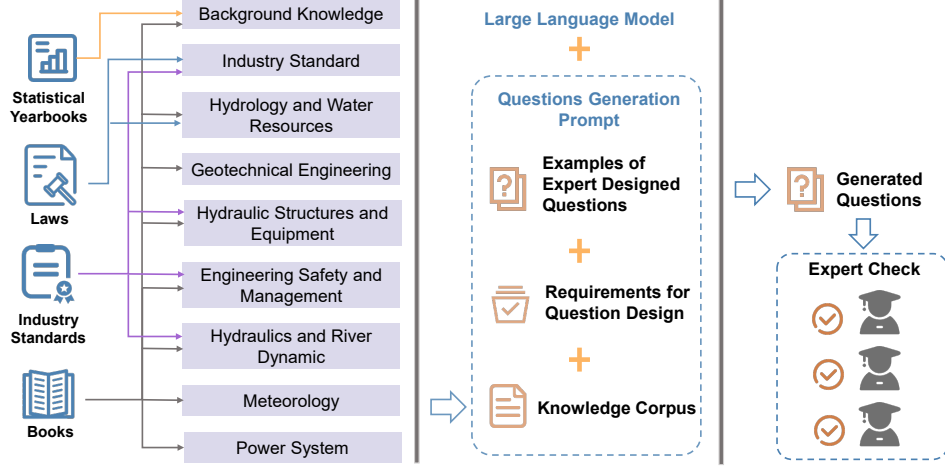 Statistical
Yearbooks
Laws
Industry
Standards
Books
Background Knowledge
Industry Standard
Hydrology and Water
Resources
Geotechnical Engineering
Hydraulic Structures and
Equipment
Engineering Safety and
Management
Hydraulics and River
Dynamic
Meteorology
Power System
Large Language Model
+
Questions Generation
Prompt
Examples of
Expert Designed
Questions
+
Requirements for
Question Design
+
Knowledge Corpus
Generated
Questions
Expert Check